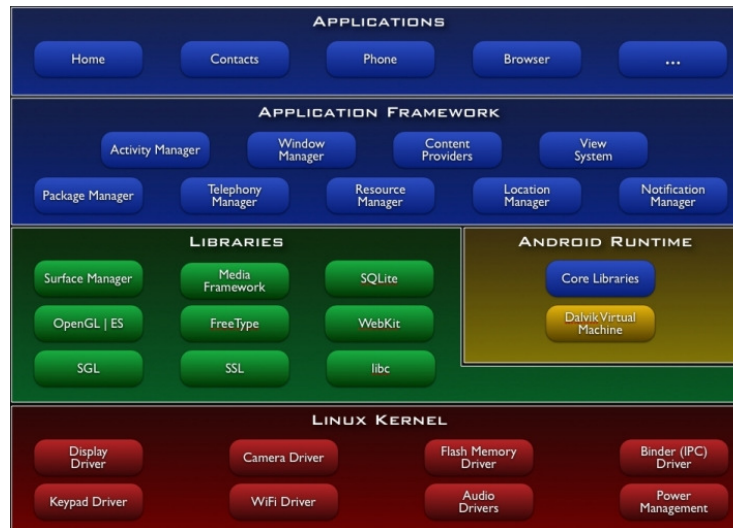 APPLICATIONS
Home
Contacts
Phone
Browser
...
APPLICATION FRAMEWORK
Activity Manager
Window
Manager
Content
Providers
View
System
Package Manager
Telephony
Manager
Resource
Manager
Location
Manager
Notification
Manager
LIBRARIES
Surface Manager
Media
Framework
SQLite
OpenGL | ES
FreeType
WebKit
SGL
SSL
libc
ANDROID RUNTIME
Core Libraries
Dalvik Virtual
Machine
LINUX KERNEL
Display
Driver
Camera Driver
Flash Memory
Driver
Binder (IPC)
Driver
Keypad Driver
WiFi Driver
Audio
Drivers
Power
Management